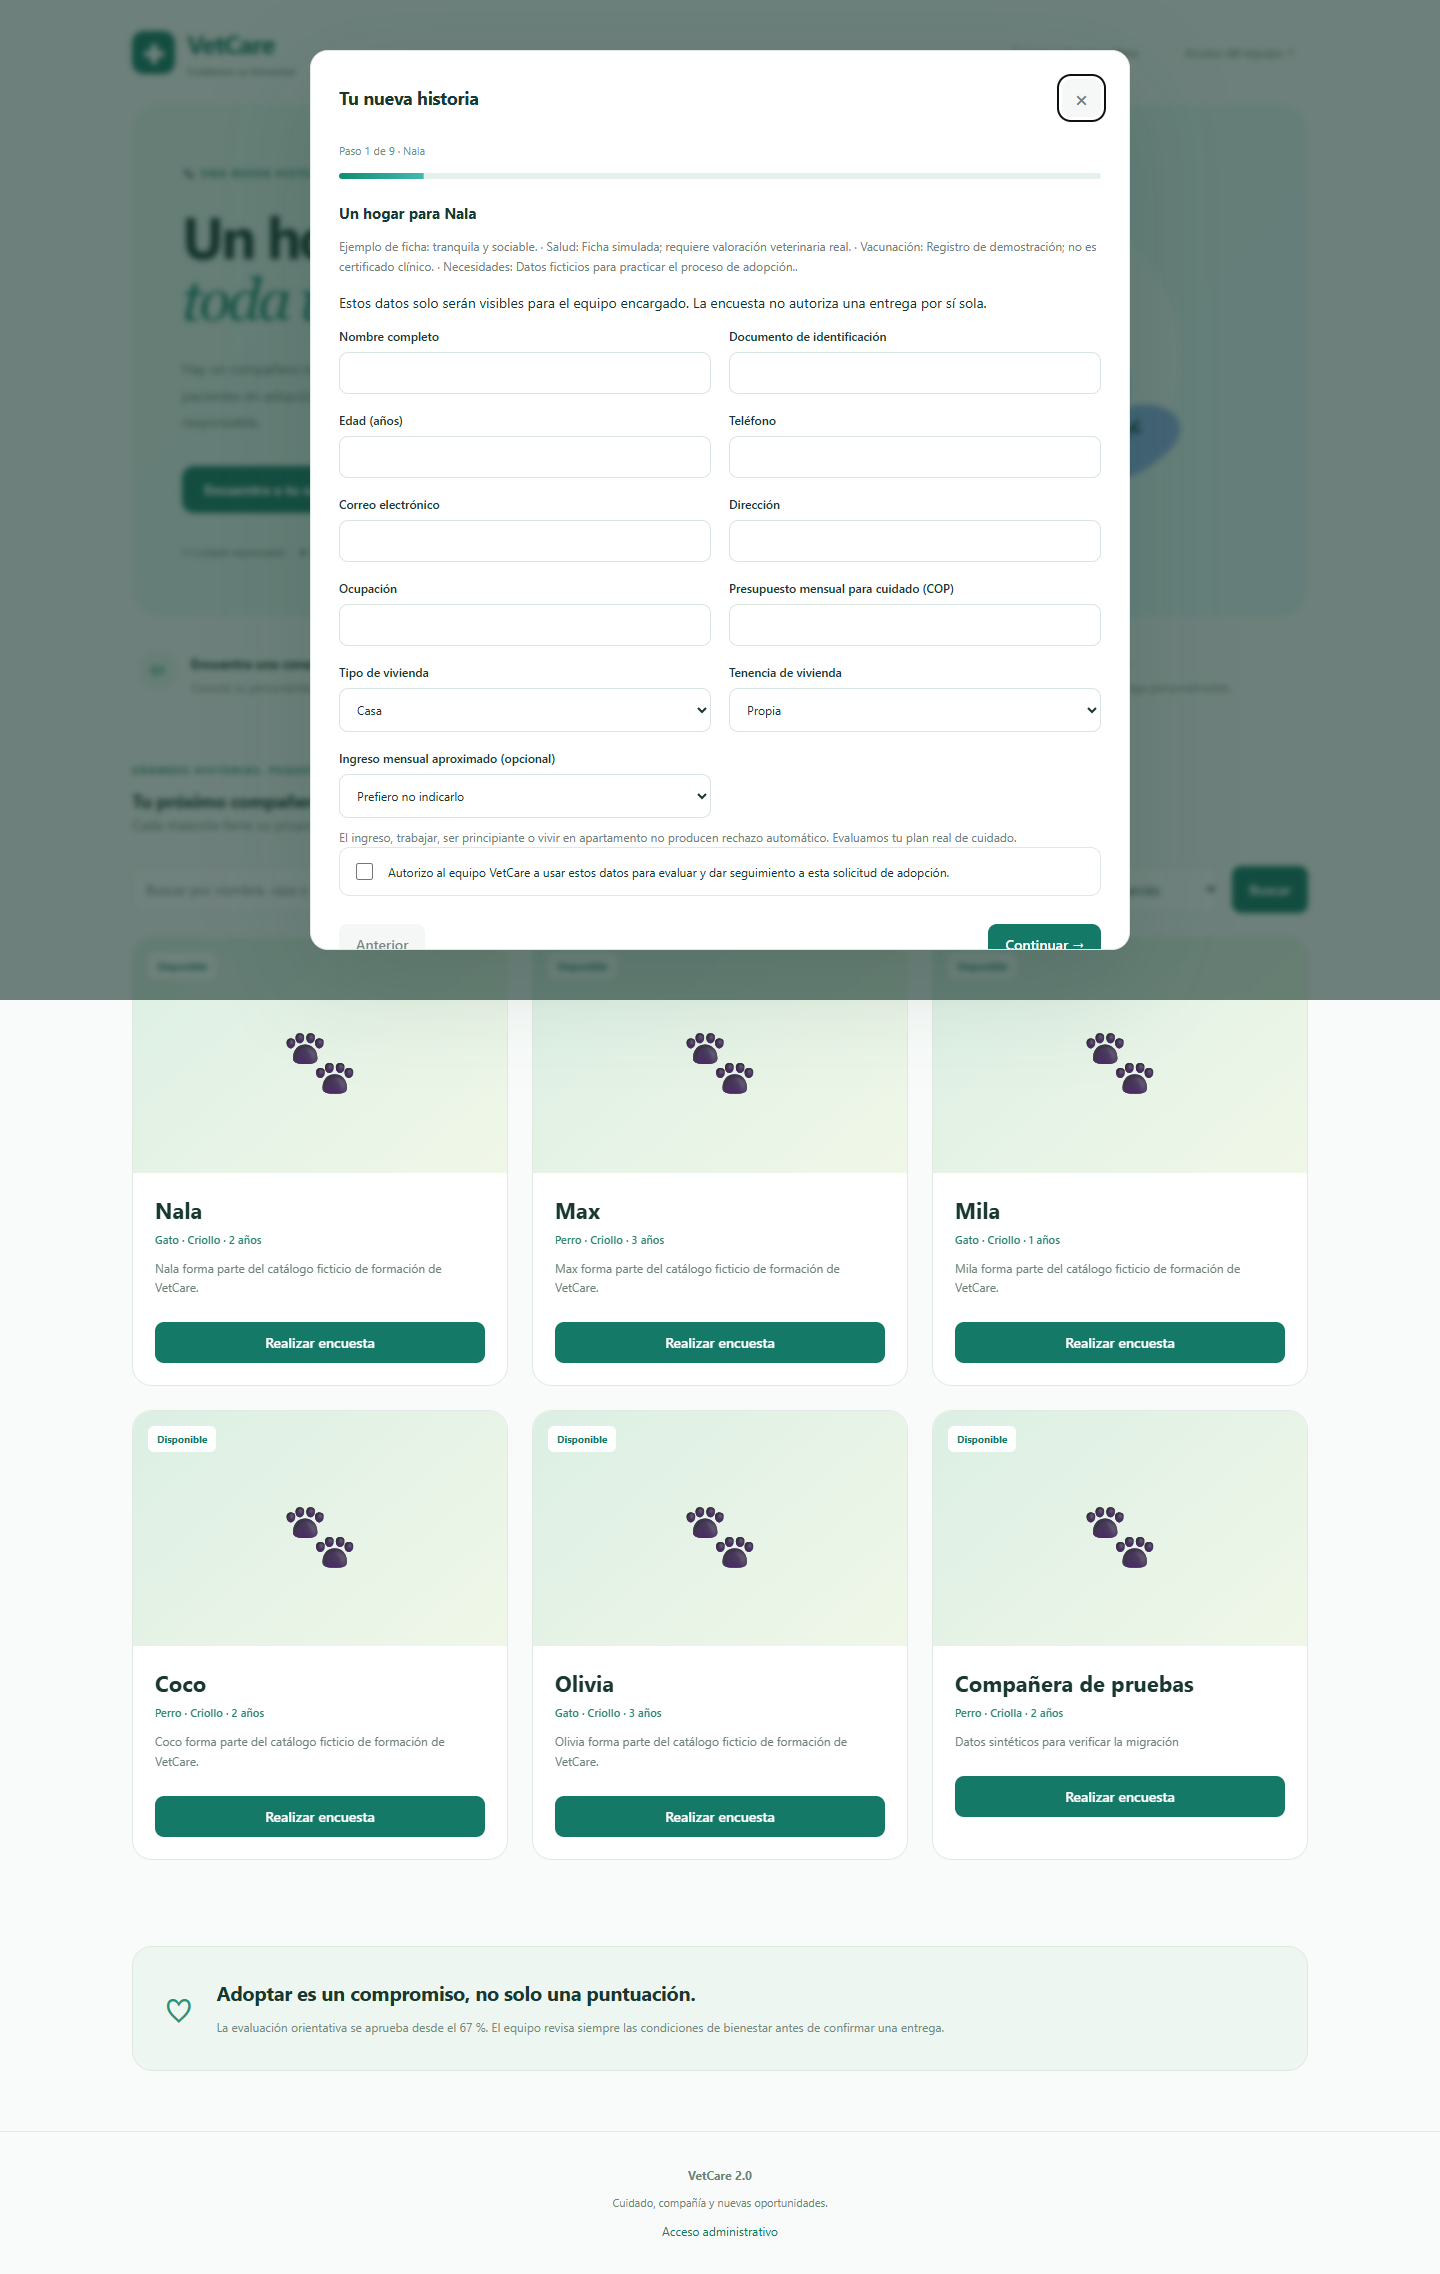 VetCare
Un ho
toda u
Tu nueva historia
×
Paso 1 de 9 · Nala
Un hogar para Nala
Ejemplo de ficha: tranquila y sociable. · Salud: Ficha simulada; requiere valoración veterinaria real. · Vacunación: Registro de demostración; no es
certificado clínico. · Necesidades: Datos ficticios para practicar el proceso de adopción..
Estos datos solo serán visibles para el equipo encargado. La encuesta no autoriza una entrega por sí sola.
Nombre completo
Documento de identificación
Edad (años)
Teléfono
Correo electrónico
Dirección
Ocupación
Presupuesto mensual para cuidado (COP)
Tipo de vivienda
Tenencia de vivienda
Casa
Propia
Ingreso mensual aproximado (opcional)
Prefiero no indicarlo
El ingreso, trabajar, ser principiante o vivir en apartamento no producen rechazo automático. Evaluamos tu plan real de cuidado.
Autorizo al equipo VetCare a usar estos datos para evaluar y dar seguimiento a esta solicitud de adopción.
Anterior
Continuar →
Tu próximo compañer
Buscar
Disponible
Disponible
Disponible
Nala
Gato · Criollo · 2 años
Nala forma parte del catálogo ficticio de formación de
VetCare.
Realizar encuesta
Max
Perro · Criollo · 3 años
Max forma parte del catálogo ficticio de formación de
VetCare.
Realizar encuesta
Mila
Gato · Criollo · 1 años
Mila forma parte del catálogo ficticio de formación de
VetCare.
Realizar encuesta
Disponible
Coco
Perro · Criollo · 2 años
Coco forma parte del catálogo ficticio de formación de
VetCare.
Realizar encuesta
Disponible
Olivia
Gato · Criollo · 3 años
Olivia forma parte del catálogo ficticio de formación de
VetCare.
Realizar encuesta
Disponible
Compañera de pruebas
Perro · Criolla · 2 años
Datos sintéticos para verificar la migración
Realizar encuesta
Adoptar es un compromiso, no solo una puntuación.
La evaluación orientativa se aprueba desde el 67 %. El equipo revisa siempre las condiciones de bienestar antes de confirmar una entrega.
VetCare 2.0
Cuidado, compañía y nuevas oportunidades.
Acceso administrativo